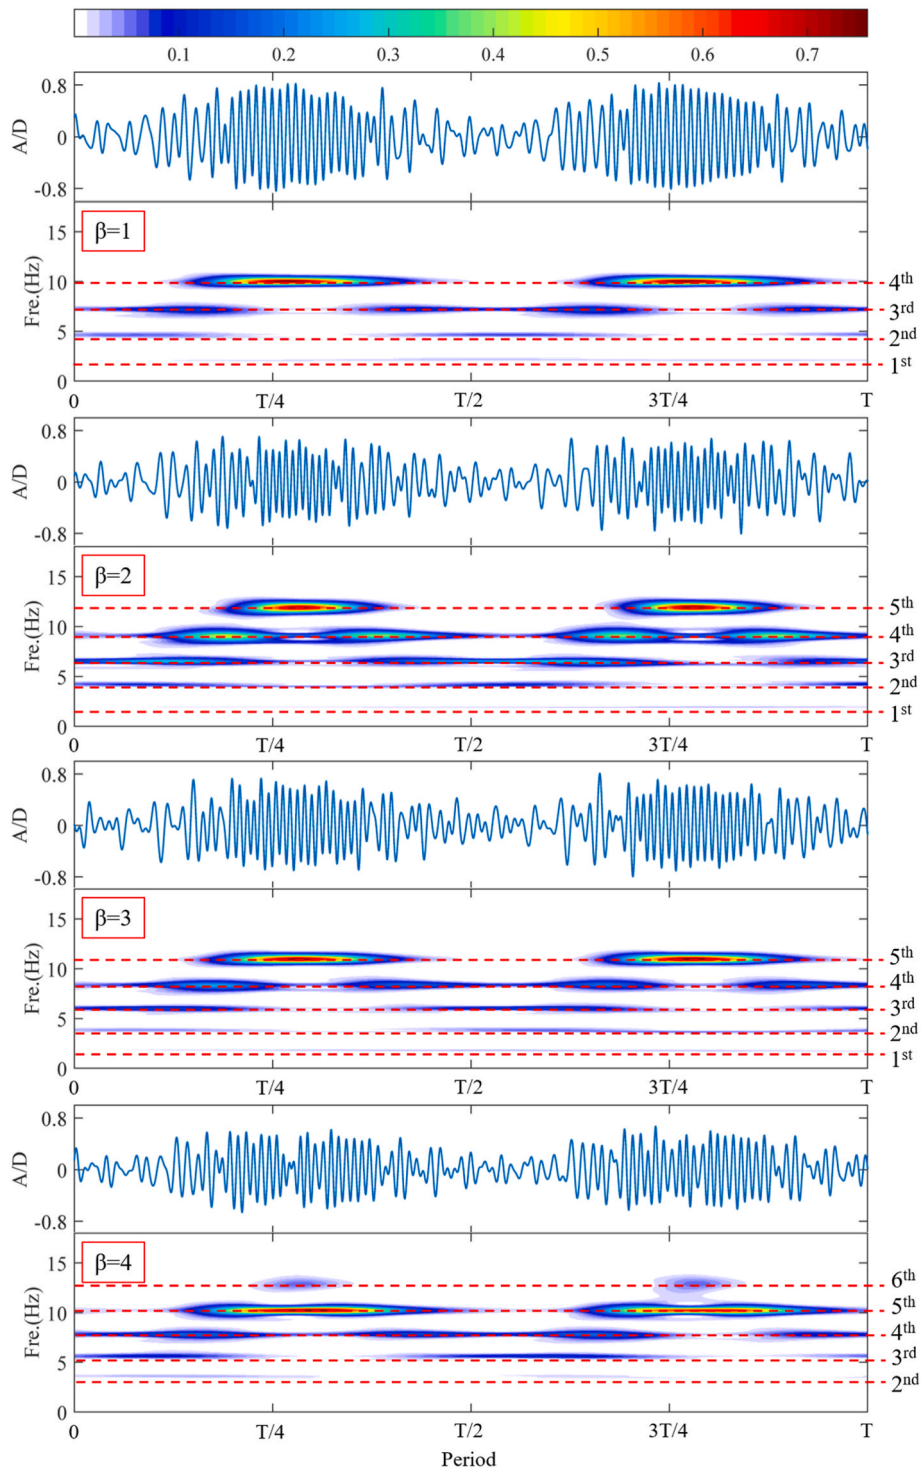 0.1 0.2 0.3 0.4 0.5 0.6 0.7
0.8
A/D 0
-0.8
β=1
15
10 4th
Fre.(Hz) 3rd
5 2nd
1st
0
0 T/4 T/2 3T/4 T
0.8
A/D 0
-0.8
β=2
15
5th
10 4th
Fre.(Hz) 3rd
5 2nd
1st
0
0 T/4 T/2 3T/4 T
0.8
A/D 0
-0.8
β=3
15
5th
10 4th
Fre.(Hz) 3rd
5 2nd
1st
0
0 T/4 T/2 3T/4 T
0.8
A/D 0
-0.8
β=4
15
6th
10 5th
Fre.(Hz) 4th
5 3rd
2nd
0
0 T/4 T/2 3T/4 T
Period